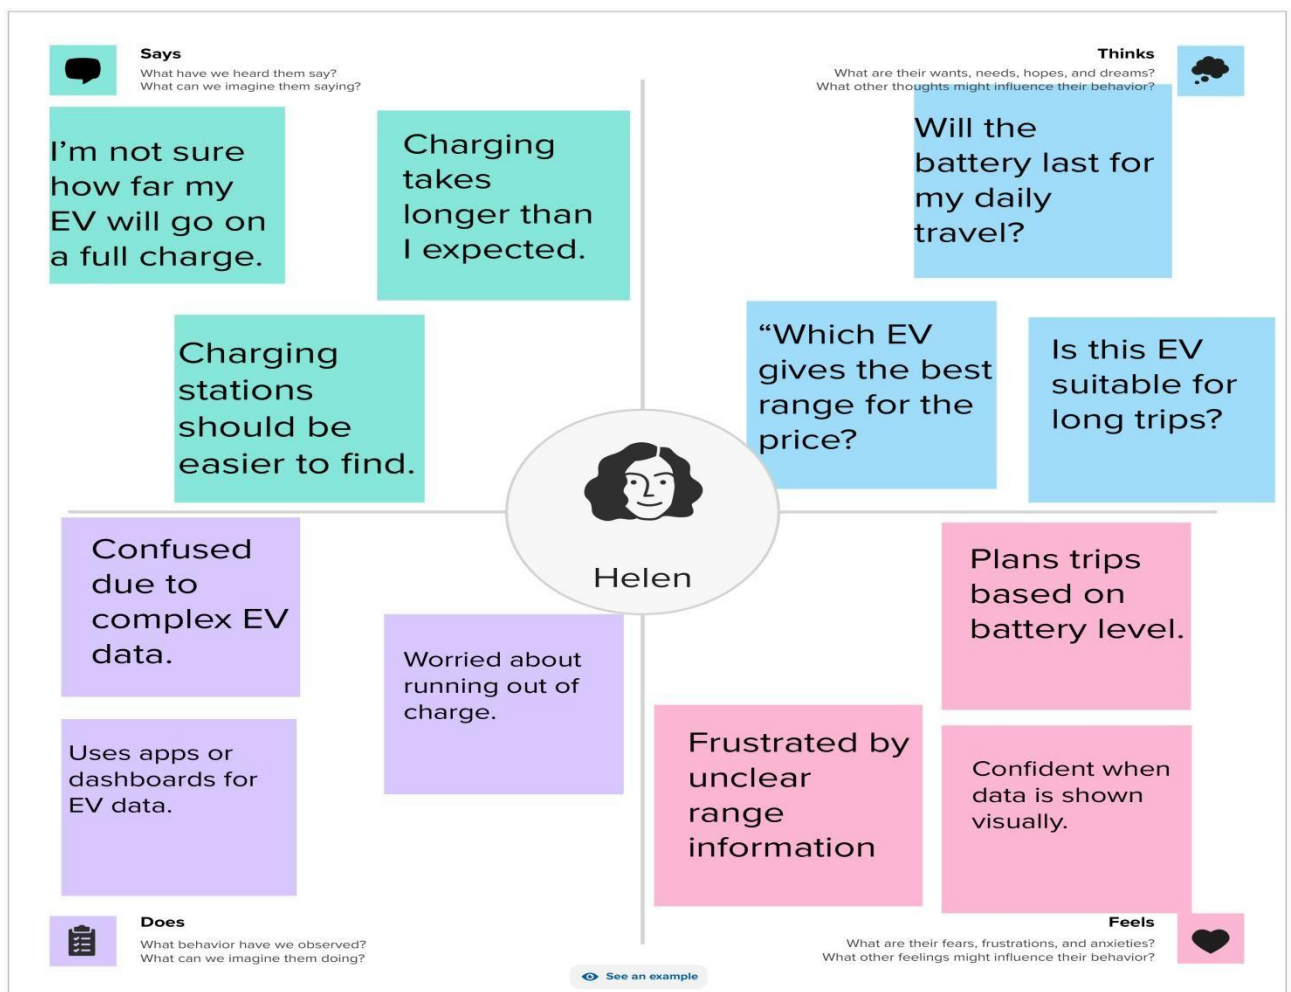 Says
What have we heard them say?
What can we imagine them saying?
I’m not sure
how far my
EV will go on
a full charge.
Charging
takes
longer than
I expected.
Charging
stations
should be
easier to find.
Thinks
What are their wants, needs, hopes, and dreams?
What other thoughts might influence their behavior?
Will the
battery last for
my daily
travel?
“Which EV
gives the best
range for the
price?
Is this EV
suitable for
long trips?
Helen
Confused
due to
complex EV
data.
Worried about
running out of
charge.
Uses apps or
dashboards for
EV data.
Does
What behavior have we observed?
What can we imagine them doing?
Plans trips
based on
battery level.
Frustrated by
unclear
range
information
Confident when
data is shown
visually.
Feels
What are their fears, frustrations, and anxieties?
What other feelings might influence their behavior?
See an example